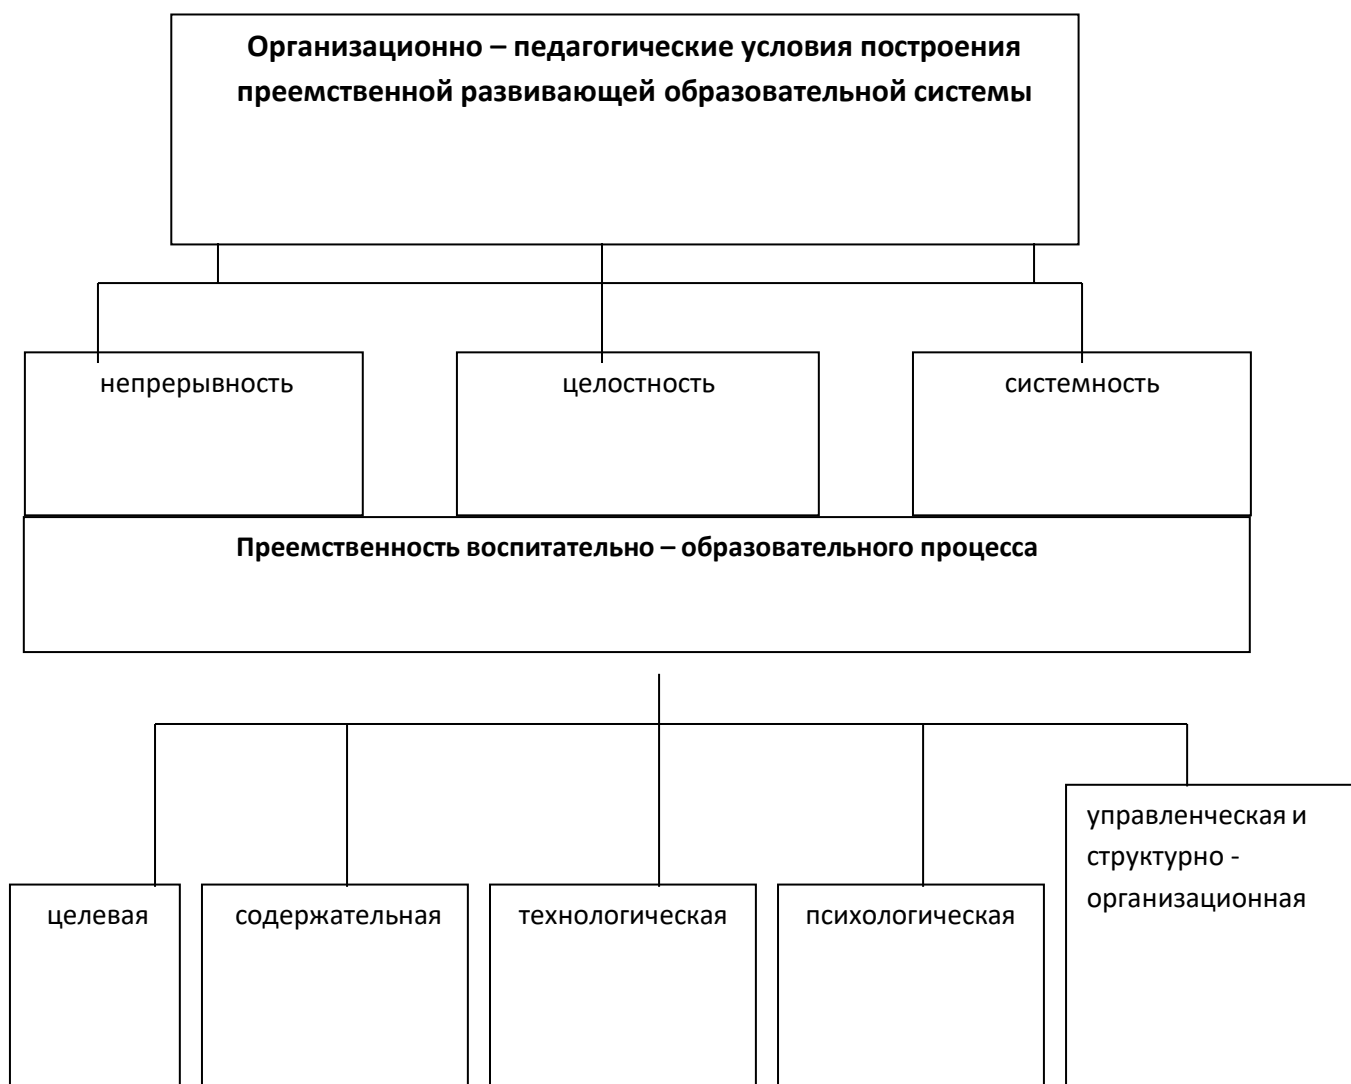 Организационно – педагогические условия построения
преемственной развивающей образовательной системы
непрерывность
целостность
системность
Преемственность воспитательно – образовательного процесса
целевая
содержательная
технологическая
психологическая
управленческая и
структурно -
организационная